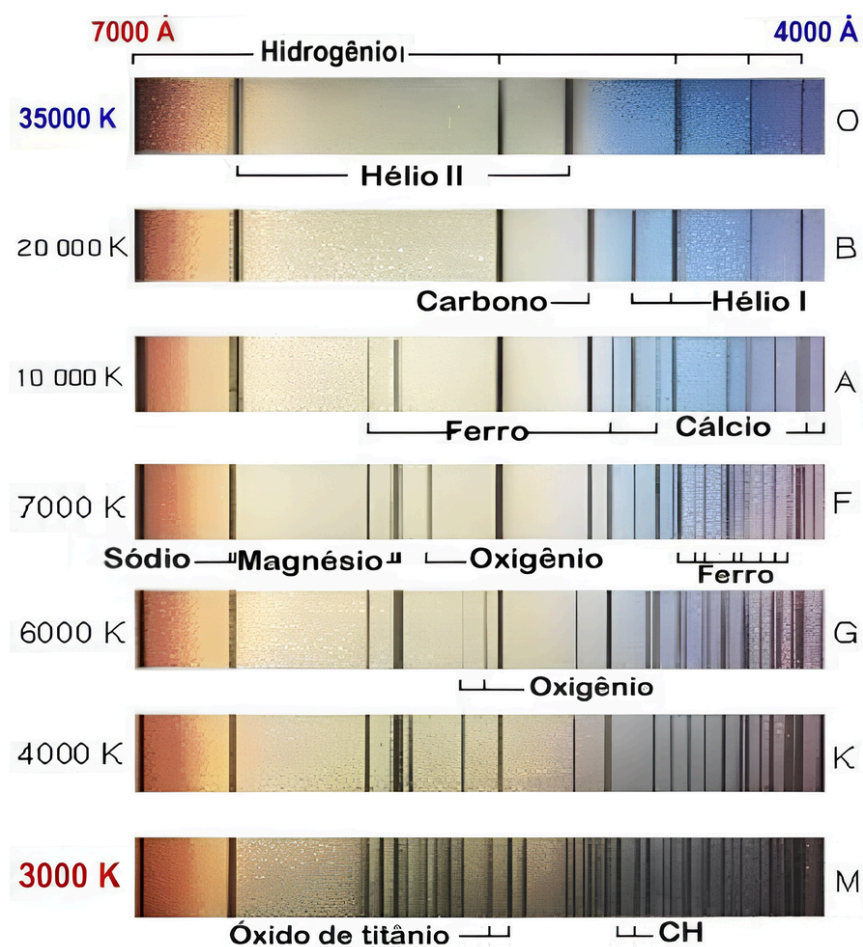 7000 Å 4000 Å
Hidrogênio
35000 K O
Hélio II
20 000 K B
Carbono Hélio I
10 000 K A
Ferro Cálcio
7000 K F
Sódio Magnésio Oxigênio Ferro
6000 K G
Oxigênio
4000 K K
3000 K M
Óxido de titânio CH